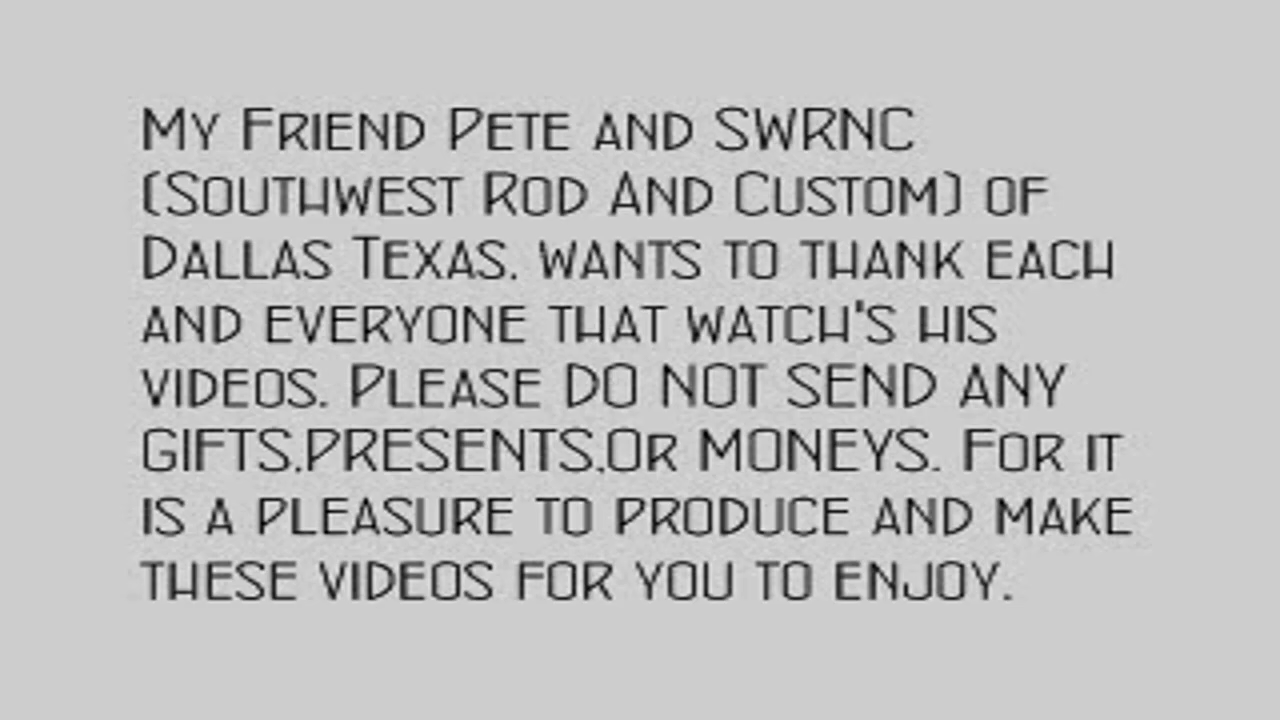 My Friend Pete and SWRNC
(Southwest Rod And Custom) of
Dallas Texas. wants to thank each
and everyone that watch's his
videos. Please DO NOT SEND ANY
GIFTS,PRESENTS,Or MONEYS. For it
is a pleasure to produce and make
these videos for you to enjoy.